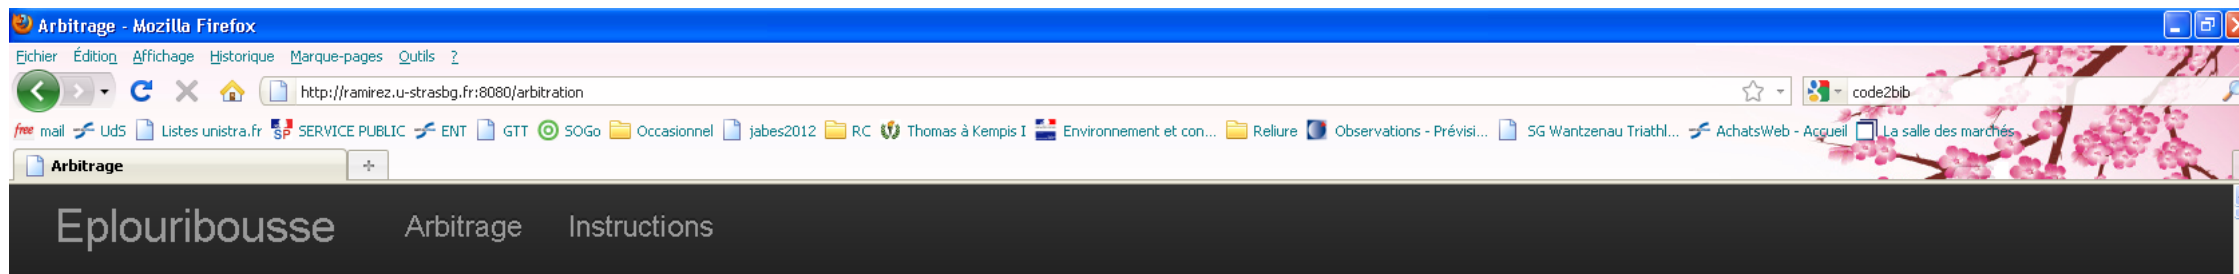 Arbitrage - Mozilla Firefox
Fichier Édition Affichage Historique Marque-pages Outils ?
http://ramirez.u-strasbg.fr:8080/arbitration code2bib
free mail UdS Listes unistra.fr SP SERVICE PUBLIC ENT GTT SOGo Occasionnel jabes2012 RC Thomas à Kempis I Environnement et con... Reliure Observations - Prévisi... SG Wantzenau Triathl... AchatsWeb - Accueil La salle des marchés
Arbitrage
Eplouribousse Arbitrage Instructions